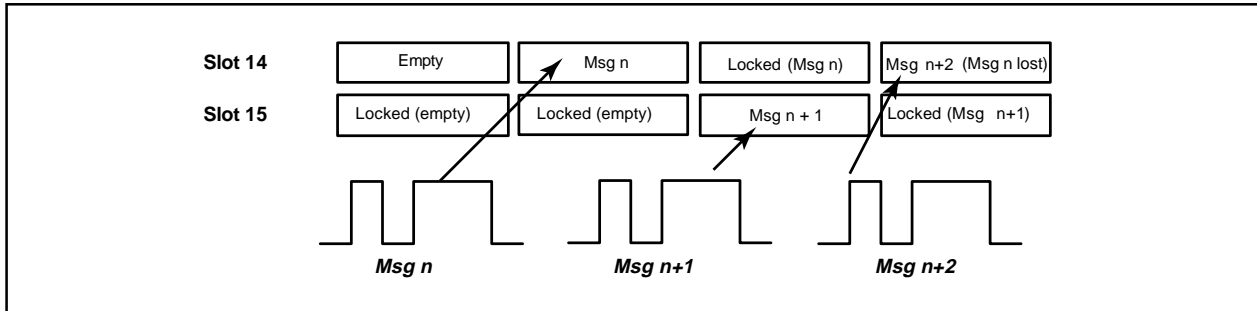 Slot 14 Empty Msg n Locked (Msg n) Msg n+2 (Msg n lost)
Slot 15 Locked (empty) Locked (empty) Msg n + 1 Locked (Msg n+1)
Msg n Msg n+1 Msg n+2